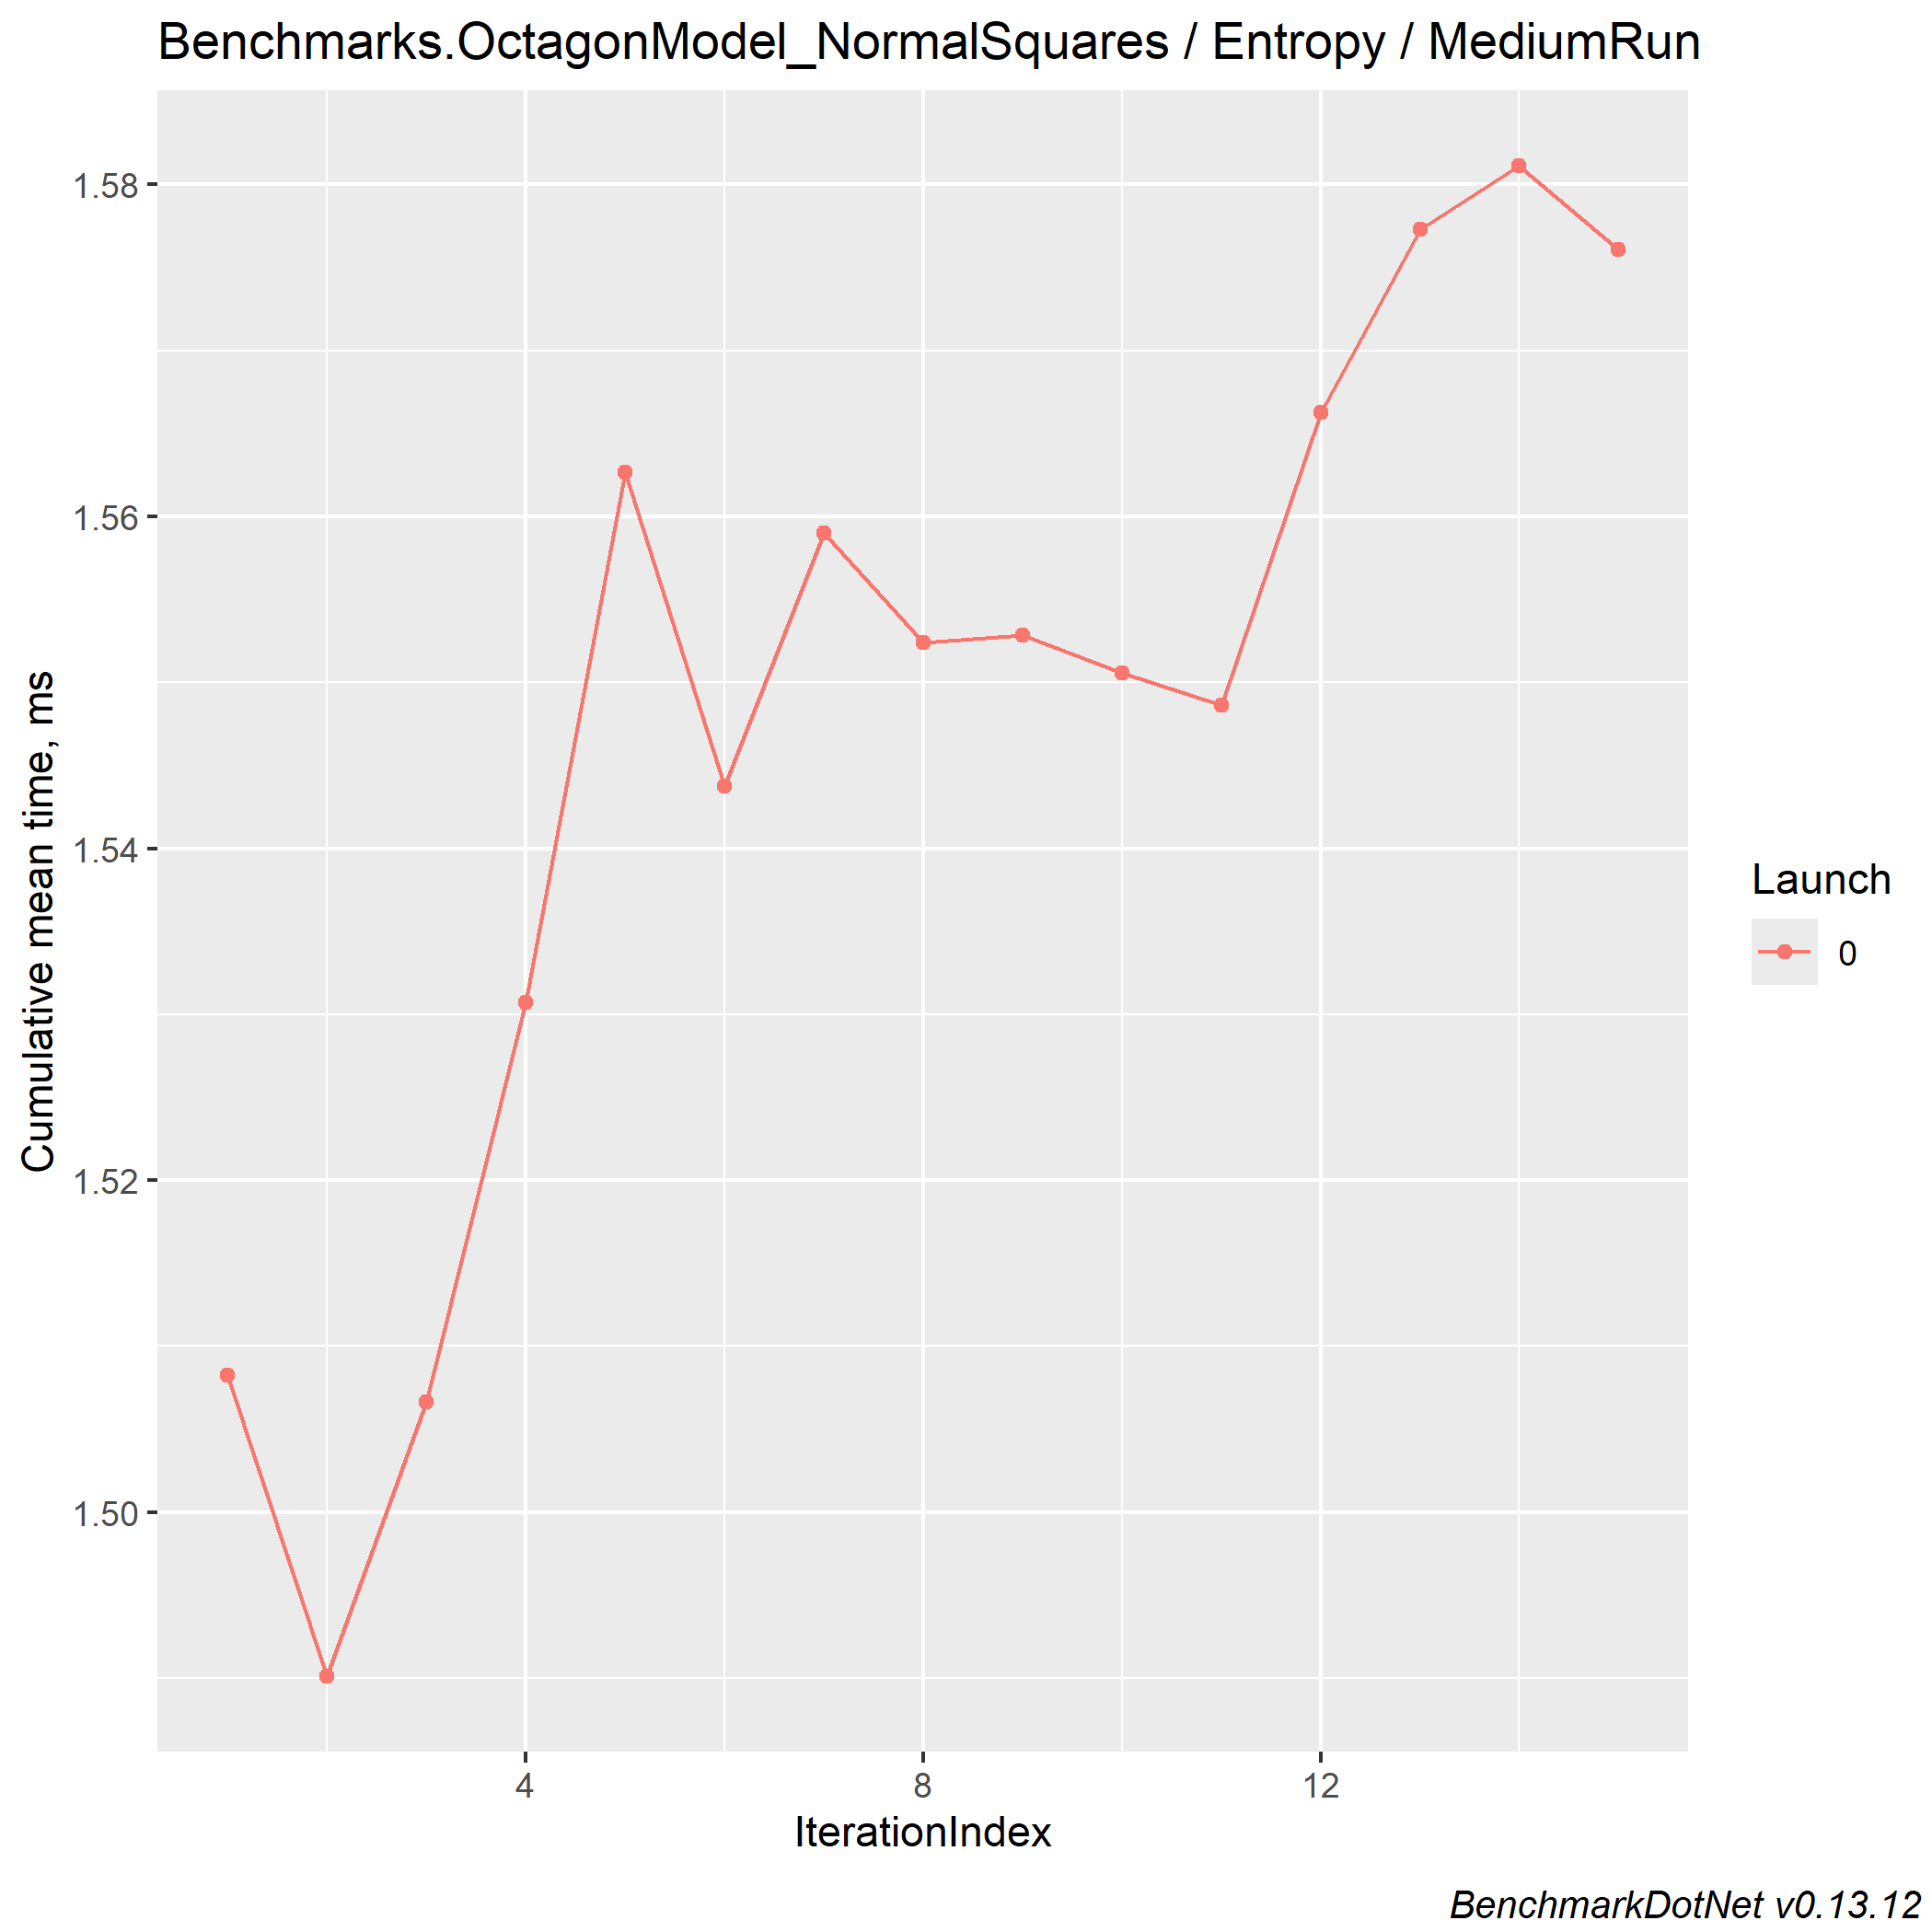 Benchmarks.OctagonModel_NormalSquares / Entropy / MediumRun
1.58
1.56
1.54
1.52
1.50
Cumulative mean time, ms
4
8
12
IterationIndex
Launch
0
BenchmarkDotNet v0.13.12